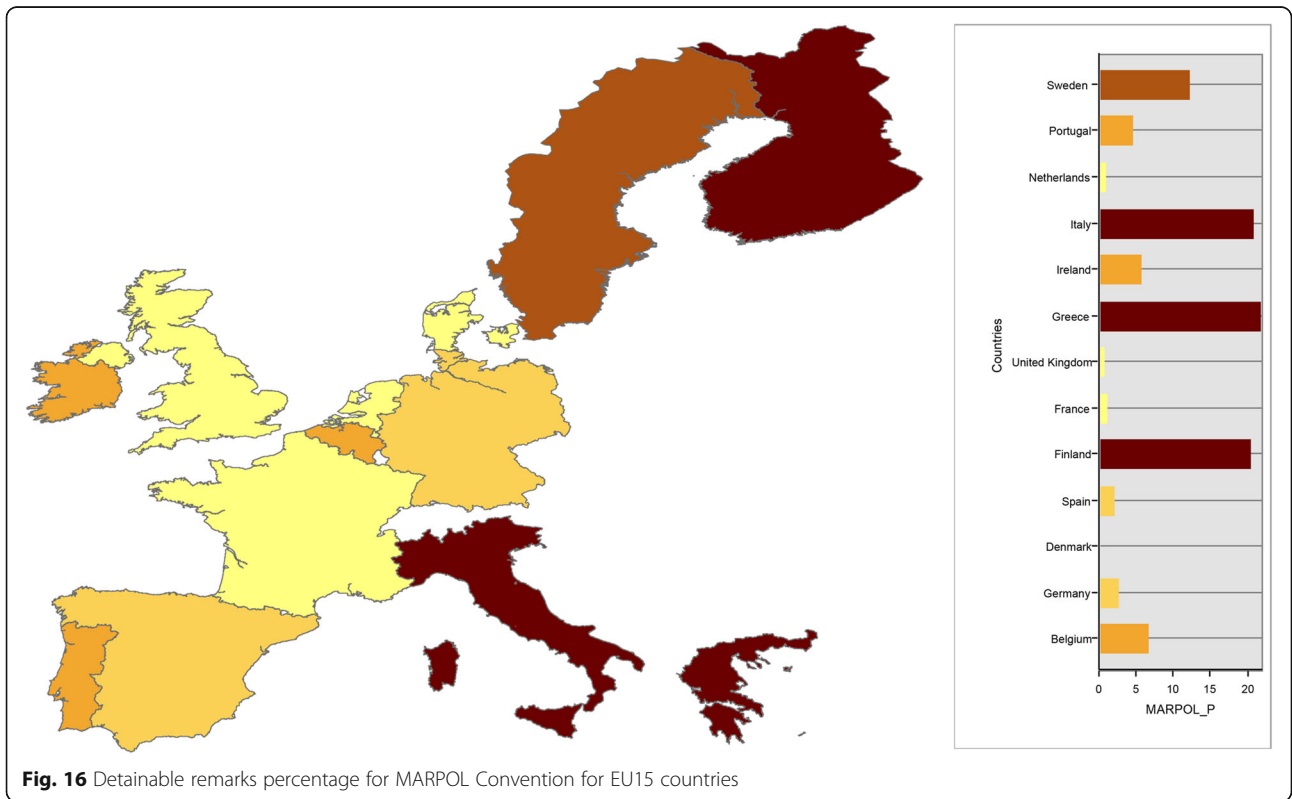 Sweden
Portugal
Netherlands
Italy
Ireland
Greece
United Kingdom
France
Finland
Spain
Denmark
Germany
Belgium
Countries
0 5 10 15 20
MARPOL_P
Fig. 16 Detainable remarks percentage for MARPOL Convention for EU15 countries